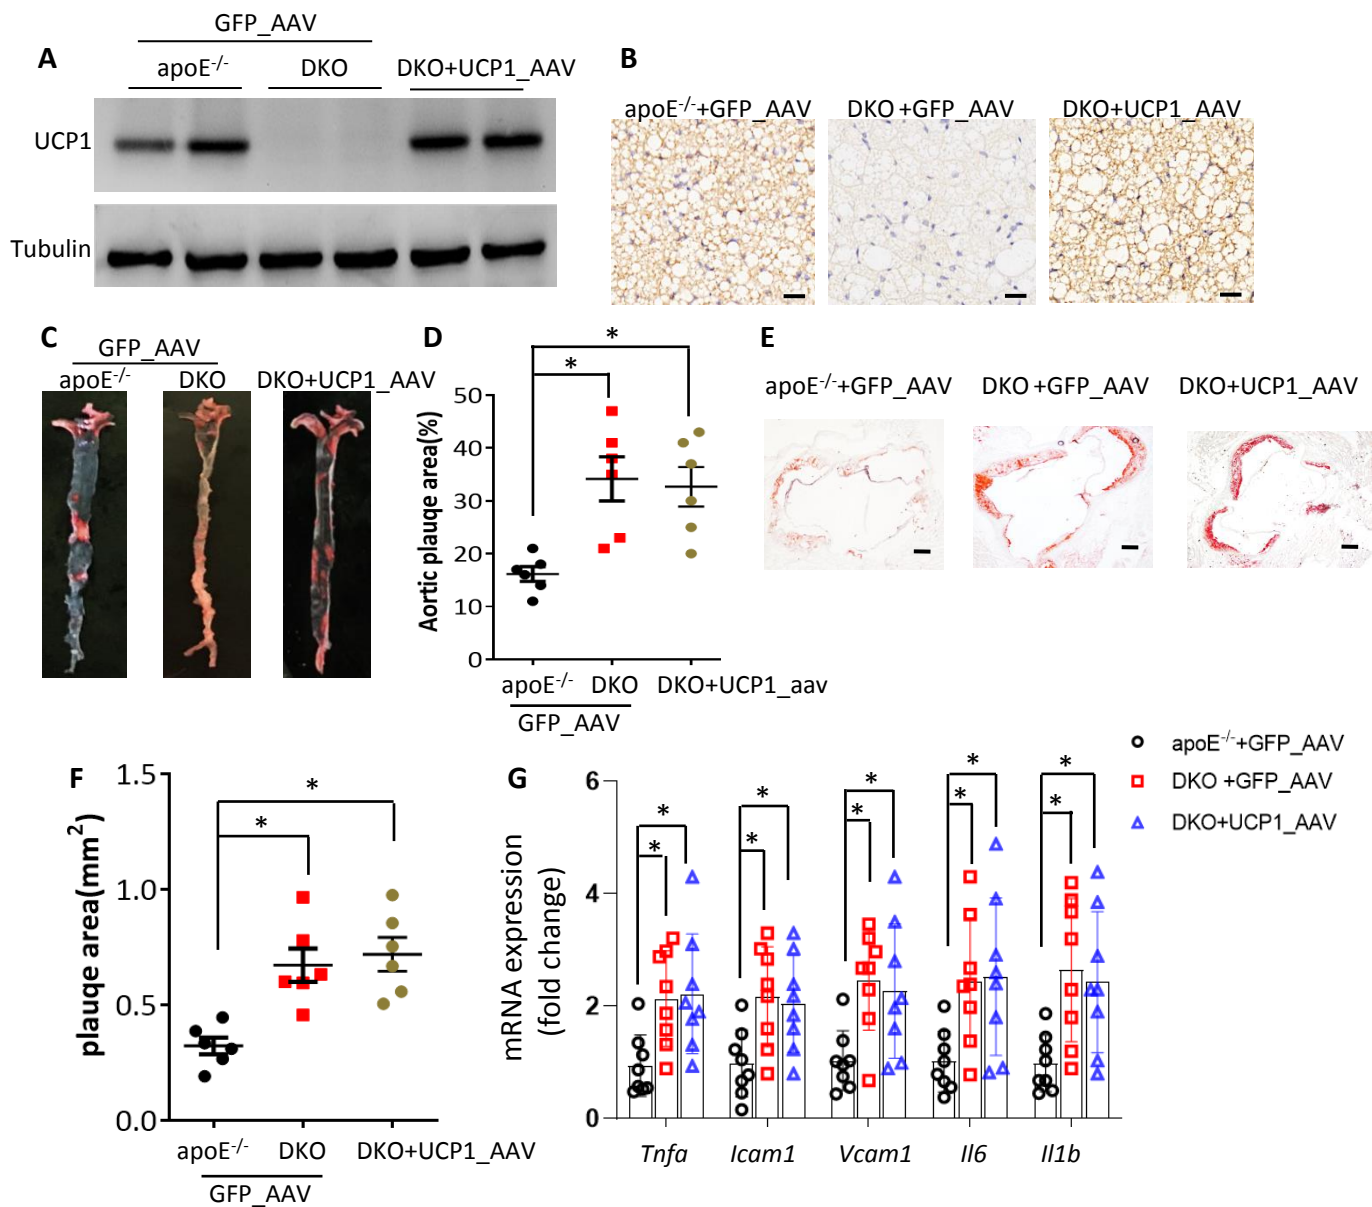 A
GFP_AAV
apoE-/- DKO DKO+UCP1_AAV
UCP1
Tubulin
B
apoE-/-+GFP_AAV DKO +GFP_AAV DKO+UCP1_AAV
C
GFP_AAV
apoE-/- DKO DKO+UCP1_AAV
D
* *
Aortic plauqe area(%)
50
40
30
20
10
0
apoE-/- DKO DKO+UCP1_aav
GFP_AAV
E
apoE-/-+GFP_AAV DKO +GFP_AAV DKO+UCP1_AAV
F
* *
plauqe area(mm2)
1.5
1.0
0.5
0.0
apoE-/- DKO DKO+UCP1_AAV
GFP_AAV
G
apoE-/-+GFP_AAV
DKO +GFP_AAV
DKO+UCP1_AAV
mRNA expression
(fold change)
6
4
2
0
* * * * * * * * * *
Tnfa Icam1 Vcam1 Il6 Il1b